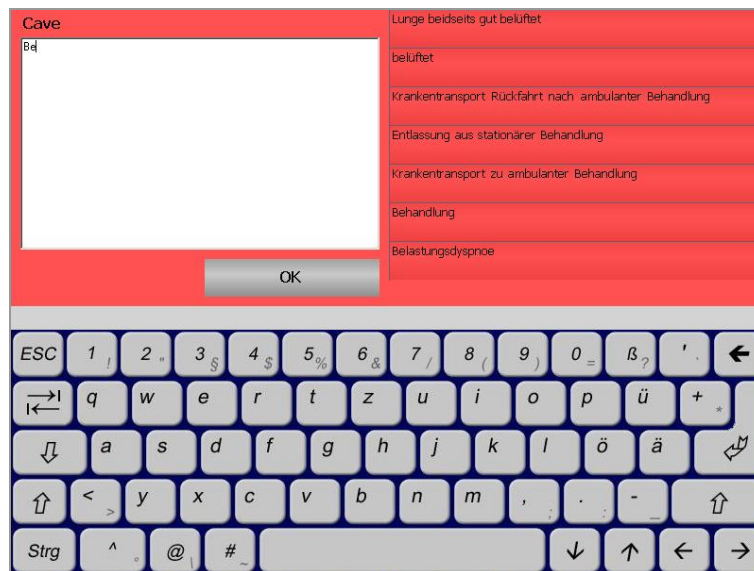 Cave
Be
Lunge beidseits gut belüftet
belüftet
Krankentransport Rückfahrt nach ambulanter Behandlung
Entlassung aus stationärer Behandlung
Krankentransport zu ambulanter Behandlung
Behandlung
Belastungsdyspnoe
OK
ESC 1 ! 2 " 3 § 4 $ 5 % 6 & 7 / 8 ( 9 ) 0 = ß ? ' `
q w e r t z u i o p ü + *
a s d f g h j k l ö ä
< > y x c v b n m , ; . : - _
Strg ^ ° @ \ # ~